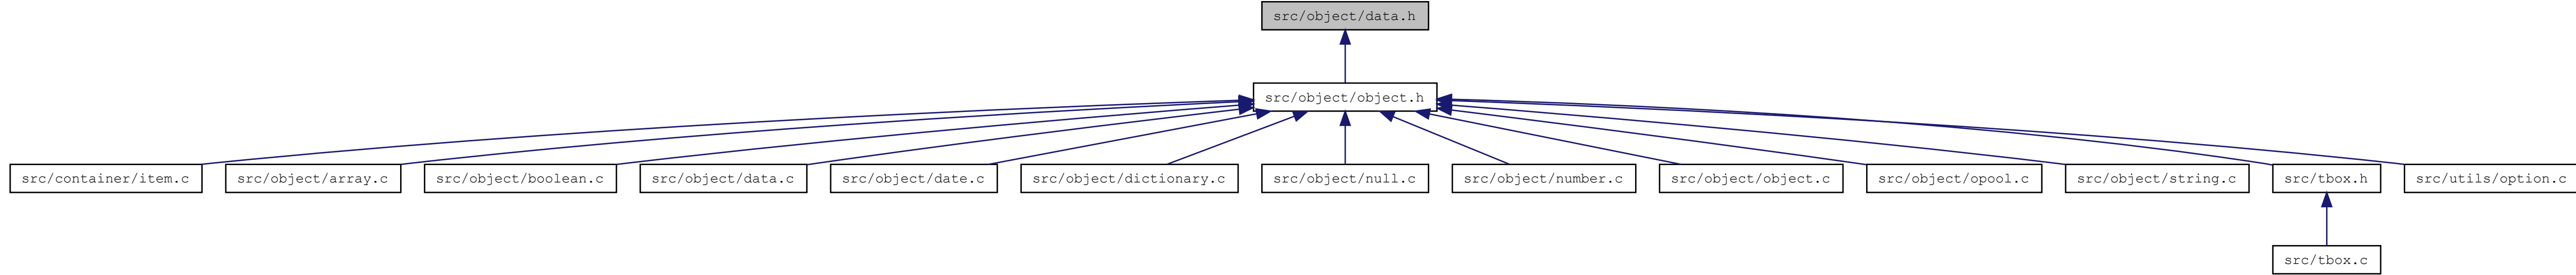 src/object/data.h
src/object/object.h
src/container/item.c
src/object/array.c
src/object/boolean.c
src/object/data.c
src/object/date.c
src/object/dictionary.c
src/object/null.c
src/object/number.c
src/object/object.c
src/object/opool.c
src/object/string.c
src/tbox.h
src/utils/option.c
src/tbox.c